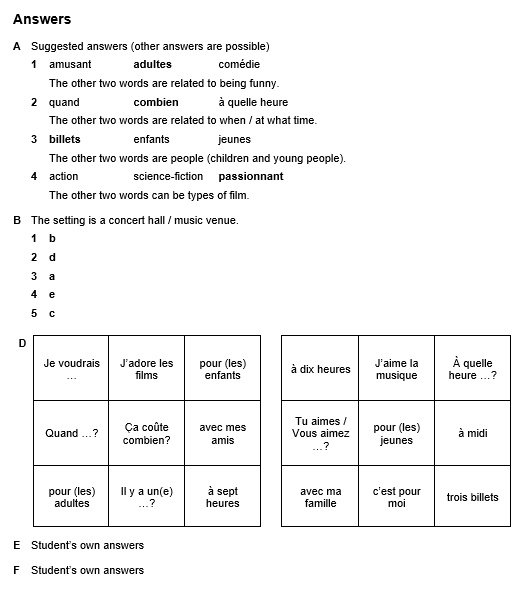 Answers
A Suggested answers (other answers are possible)
1 amusant adultes comédie
The other two words are related to being funny.
2 quand combien à quelle heure
The other two words are related to when / at what time.
3 billets enfants jeunes
The other two words are people (children and young people).
4 action science-fiction passionnant
The other two words can be types of film.
B The setting is a concert hall / music venue.
1 b
2 d
3 a
4 e
5 c
D
Je voudrais
…
J'adore les
films
pour (les)
enfants
Quand …?
Ça coûte
combien?
avec mes
amis
pour (les)
adultes
Il y a un(e)
…?
à sept
heures
à dix heures
J'aime la
musique
À quelle
heure …?
Tu aimes /
Vous aimez
…?
pour (les)
jeunes
à midi
avec ma
famille
c'est pour
moi
trois billets
E Student's own answers
F Student's own answers